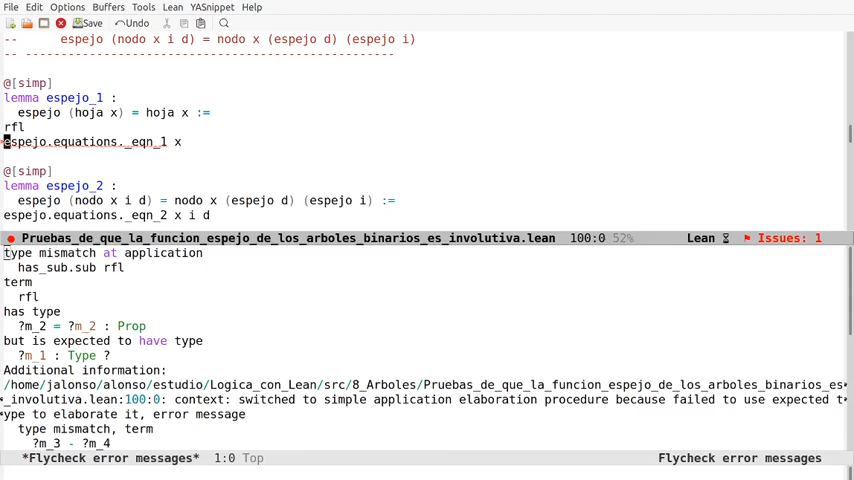 File Edit Options Buffers Tools Lean YASnippet Help
Save Undo
--      espejo (nodo x i d) = nodo x (espejo d) (espejo i)
-- ---------------------------------------------------
@[simp]
lemma espejo_1 :
  espejo (hoja x) = hoja x :=
rfl
espejo.equations._eqn_1 x
@[simp]
lemma espejo_2 :
  espejo (nodo x i d) = nodo x (espejo d) (espejo i) :=
espejo.equations._eqn_2 x i d
Pruebas_de_que_la_funcion_espejo_de_los_arboles_binarios_es_involutiva.lean  100:0 52%  Lean  Issues: 1
type mismatch at application
  has_sub.sub rfl
term
  rfl
has type
  ?m_2 = ?m_2 : Prop
but is expected to have type
  ?m_1 : Type ?
Additional information:
/home/jalonso/alonso/estudio/Logica_con_Lean/src/8_Arboles/Pruebas_de_que_la_funcion_espejo_de_los_arboles_binarios_es
_involutiva.lean:100:0: context: switched to simple application elaboration procedure because failed to use expected t
ype to elaborate it, error message
  type mismatch, term
    ?m_3 - ?m_4
*Flycheck error messages*  1:0 Top  Flycheck error messages